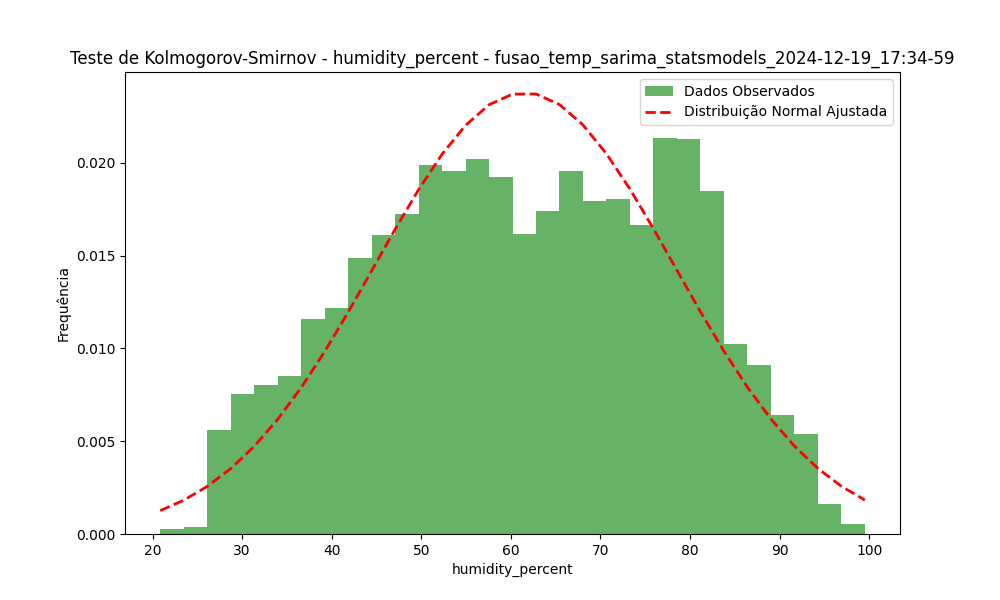 Teste de Kolmogorov-Smirnov - humidity_percent - fusao_temp_sarima_statsmodels_2024-12-19_17:34-59
Dados Observados
Distribuição Normal Ajustada
Frequência
0.020
0.015
0.010
0.005
0.000
20 30 40 50 60 70 80 90 100
humidity_percent